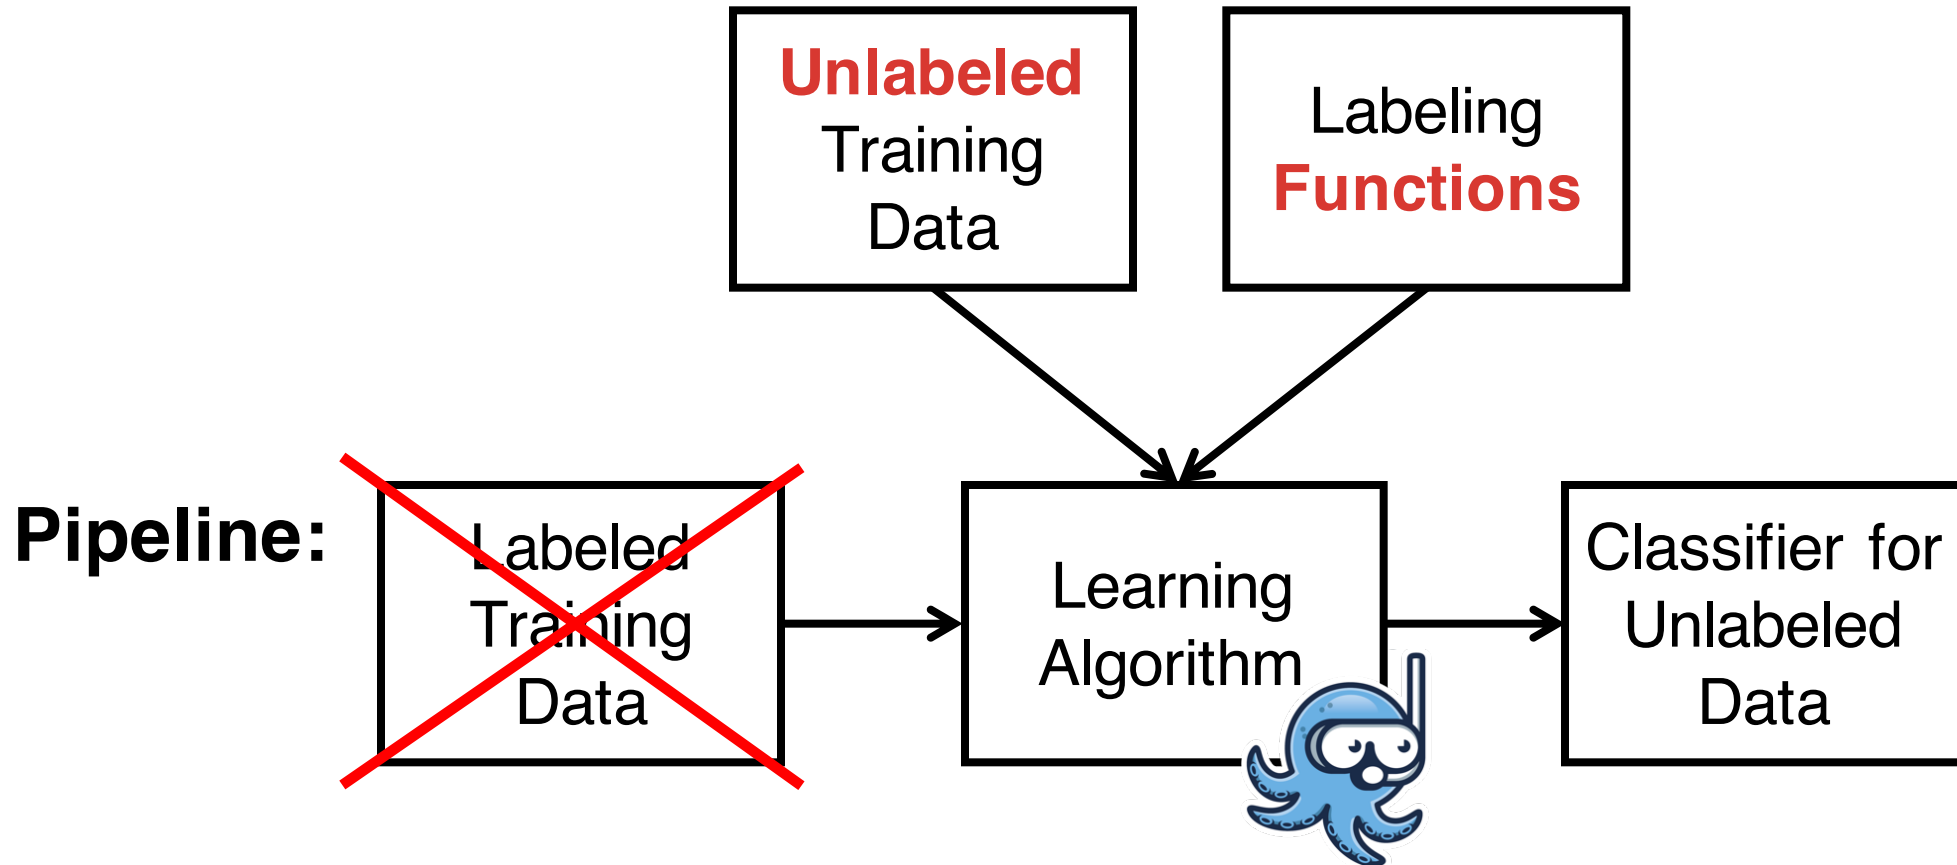 Unlabeled
Training
Data
Labeling
Functions
Pipeline:
Labeled
Training
Data
Learning
Algorithm
Classifier for
Unlabeled
Data